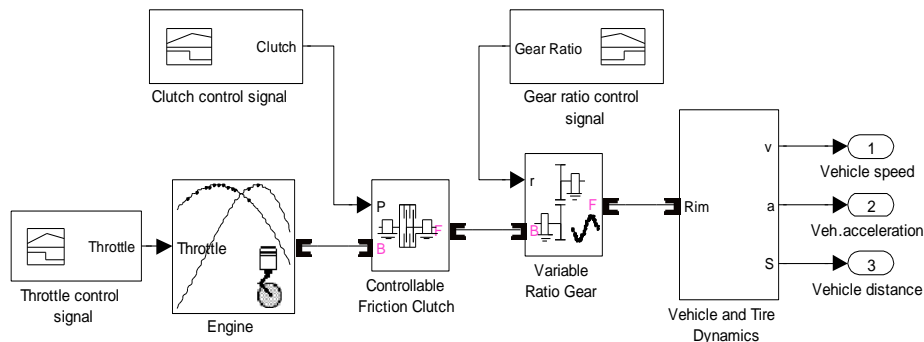 Clutch
Clutch control signal
Gear Ratio
Gear ratio control
signal
Throttle
Throttle control
signal
Throttle
Engine
P
B
F
Controllable
Friction Clutch
r
B
F
Variable
Ratio Gear
Rim
v
a
S
Vehicle and Tire
Dynamics
1
Vehicle speed
2
Veh.acceleration
3
Vehicle distance